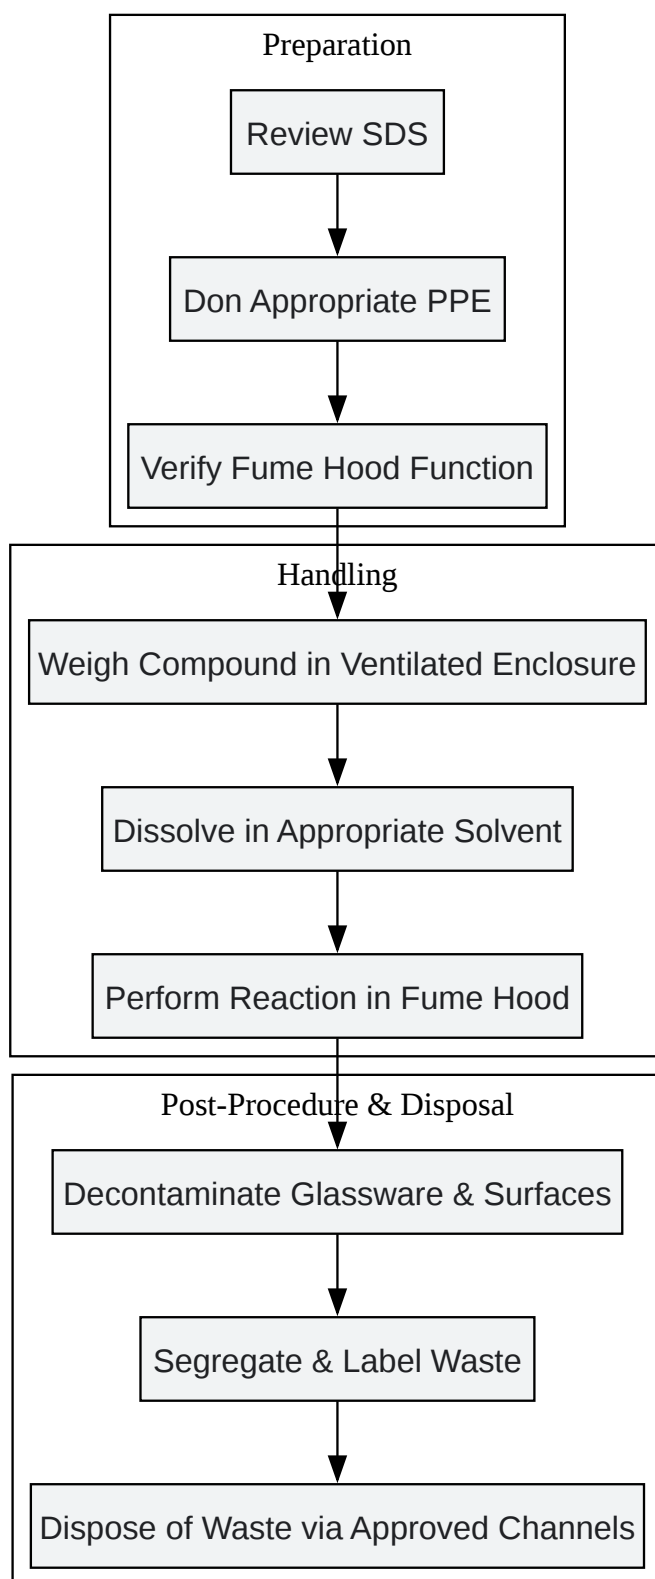 Preparation
Review SDS
Don Appropriate PPE
Verify Fume Hood Function
Handling
Weigh Compound in Ventilated Enclosure
Dissolve in Appropriate Solvent
Perform Reaction in Fume Hood
Post-Procedure & Disposal
Decontaminate Glassware & Surfaces
Segregate & Label Waste
Dispose of Waste via Approved Channels